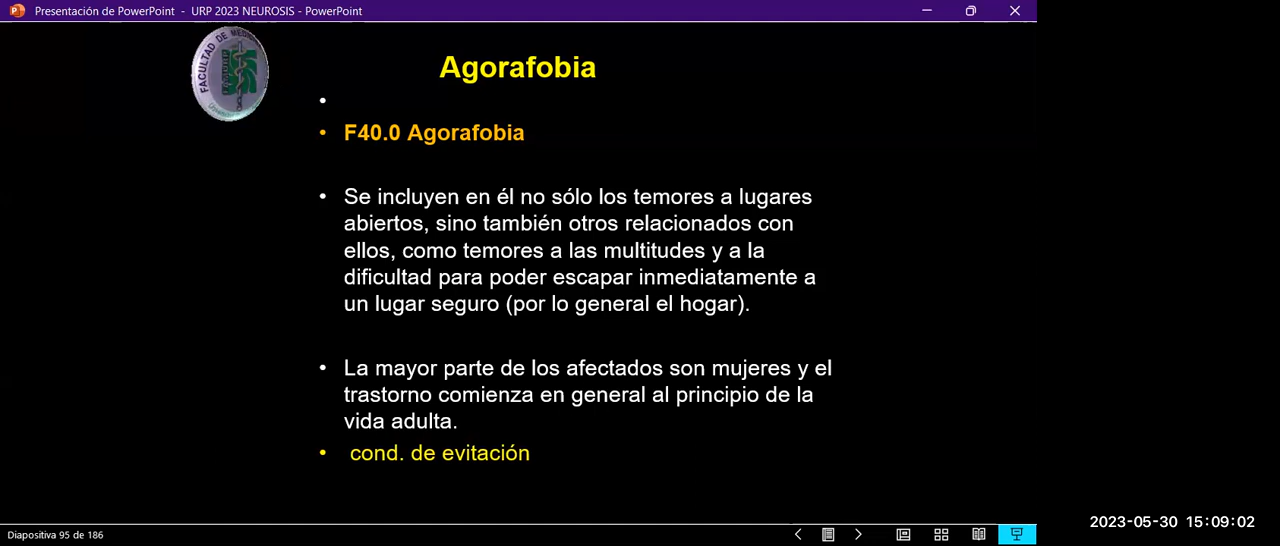 Presentación de PowerPoint - URP 2023 NEUROSIS - PowerPoint
FACULTAD DE MEDICINA
Agorafobia
•
• F40.0 Agorafobia
• Se incluyen en él no sólo los temores a lugares
abiertos, sino también otros relacionados con
ellos, como temores a las multitudes y a la
dificultad para poder escapar inmediatamente a
un lugar seguro (por lo general el hogar).
• La mayor parte de los afectados son mujeres y el
trastorno comienza en general al principio de la
vida adulta.
• cond. de evitación
Diapositiva 95 de 186
2023-05-30 15:09:02